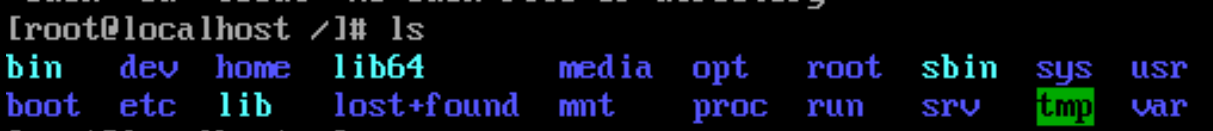 [root@localhost /]# ls
bin dev home lib64 media opt root sbin sys usr
boot etc lib lost+found mnt proc run srv tmp var